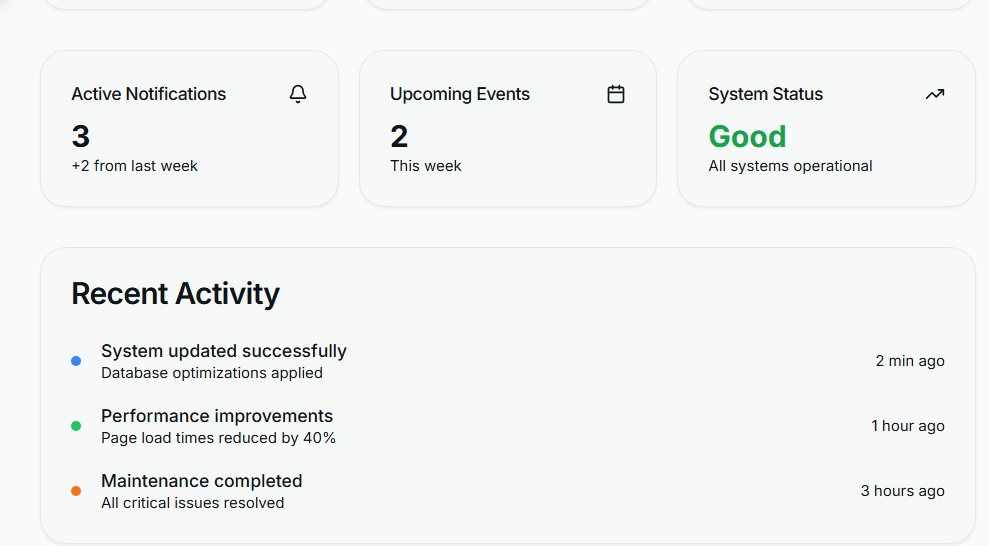 Active Notifications
3
+2 from last week
Upcoming Events
2
This week
System Status
Good
All systems operational
Recent Activity
System updated successfully
Database optimizations applied
2 min ago
Performance improvements
Page load times reduced by 40%
1 hour ago
Maintenance completed
All critical issues resolved
3 hours ago